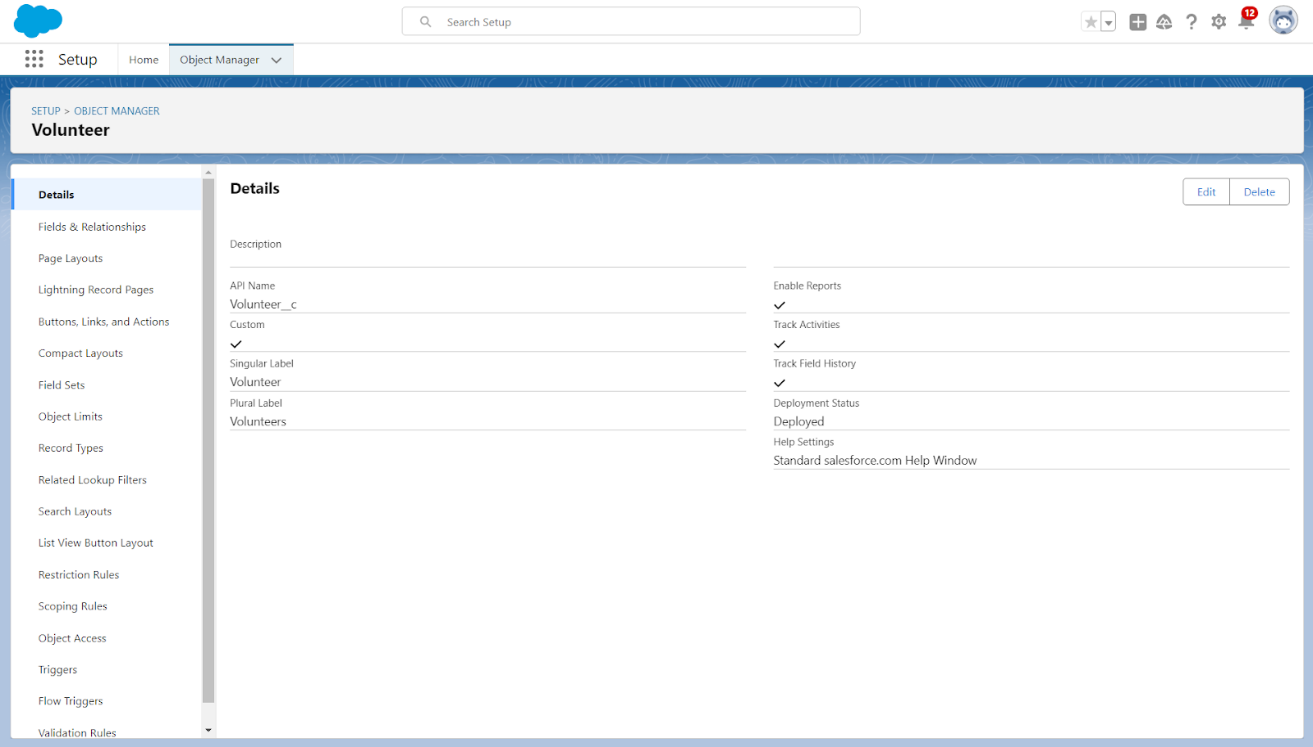 Search Setup
12
Setup
Home
Object Manager
SETUP > OBJECT MANAGER
Volunteer
Details
Fields & Relationships
Page Layouts
Lightning Record Pages
Buttons, Links, and Actions
Compact Layouts
Field Sets
Object Limits
Record Types
Related Lookup Filters
Search Layouts
List View Button Layout
Restriction Rules
Scoping Rules
Object Access
Triggers
Flow Triggers
Validation Rules
Details
Edit
Delete
Description
API Name
Volunteer__c
Custom
Singular Label
Volunteer
Plural Label
Volunteers
Enable Reports
Track Activities
Track Field History
Deployment Status
Deployed
Help Settings
Standard salesforce.com Help Window